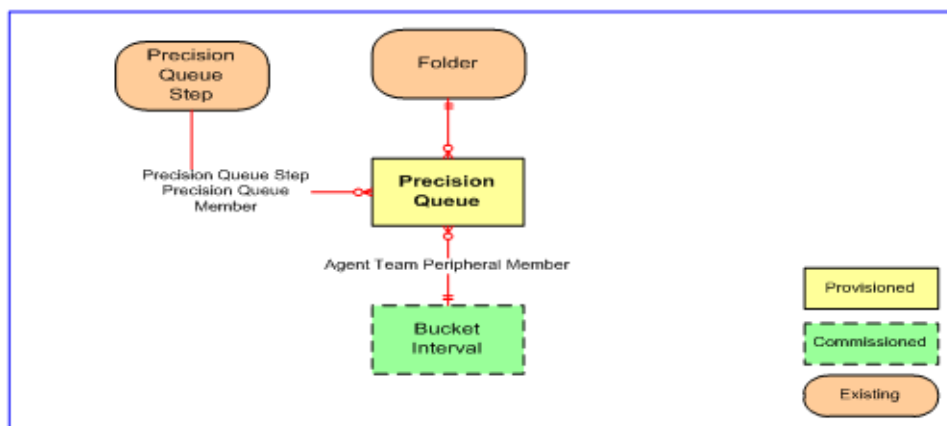 Precision
Queue
Step
Folder
Precision Queue Step
Precision Queue
Member
Precision
Queue
Agent Team Peripheral Member
Bucket
Interval
Provisioned
Commissioned
Existing